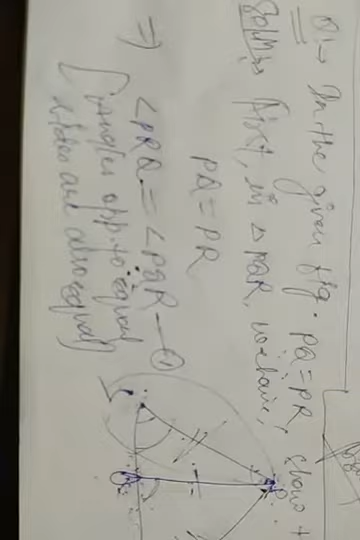 Q:→ In the given fig. PQ = PR, show
Sol^n:→ First, in △ PQR, we have,
PQ = PR
⇒ ∠PRQ = ∠PQR — ①
[Angles opp. to equal
sides are also equal]
P
Q